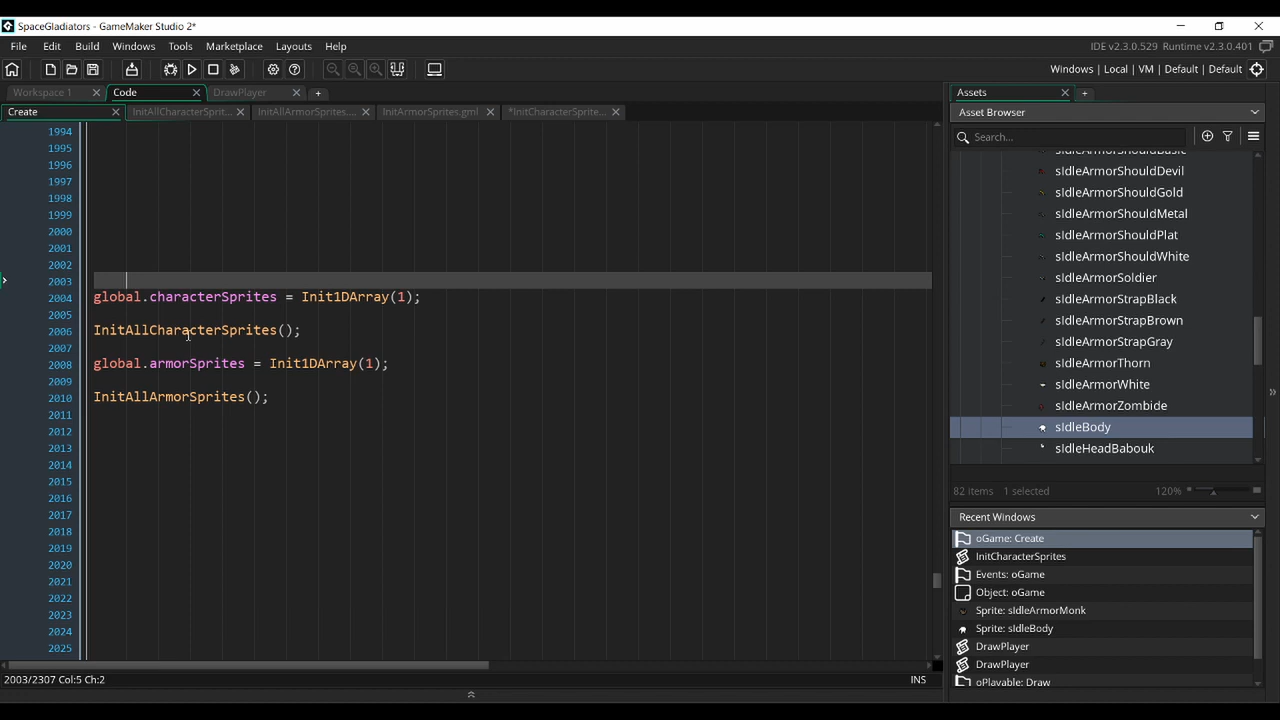 SpaceGladiators - GameMaker Studio 2*
File Edit Build Windows Tools Marketplace Layouts Help
IDE v2.3.0.529 Runtime v2.3.0.401
Windows | Local | VM | Default | Default
Workspace 1 Code DrawPlayer
Create InitAllCharacterSprit... InitAllArmorSprites.... InitArmorSprites.gml *InitCharacterSprite...
1994
1995
1996
1997
1998
1999
2000
2001
2002
2003
2004 global.characterSprites = Init1DArray(1);
2005
2006 InitAllCharacterSprites();
2007
2008 global.armorSprites = Init1DArray(1);
2009
2010 InitAllArmorSprites();
2011
2012
2013
2014
2015
2016
2017
2018
2019
2020
2021
2022
2023
2024
2025
2003/2307 Col:5 Ch:2
INS
Assets
Asset Browser
Search...
sIdleArmorShouldBasic
sIdleArmorShouldDevil
sIdleArmorShouldGold
sIdleArmorShouldMetal
sIdleArmorShouldPlat
sIdleArmorShouldWhite
sIdleArmorSoldier
sIdleArmorStrapBlack
sIdleArmorStrapBrown
sIdleArmorStrapGray
sIdleArmorThorn
sIdleArmorWhite
sIdleArmorZombide
sIdleBody
sIdleHeadBabouk
82 items 1 selected 120%
Recent Windows
oGame: Create
InitCharacterSprites
Events: oGame
Object: oGame
Sprite: sIdleArmorMonk
Sprite: sIdleBody
DrawPlayer
DrawPlayer
oPlayable: Draw